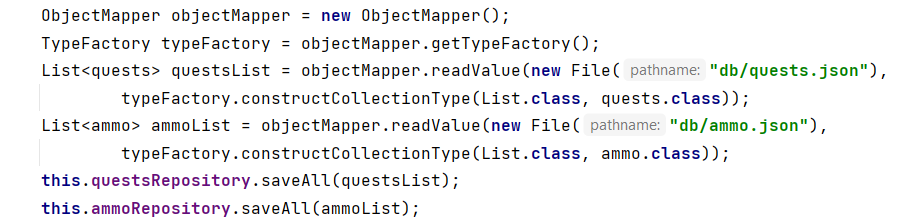 ObjectMapper objectMapper = new ObjectMapper();
TypeFactory typeFactory = objectMapper.getTypeFactory();
List<quests> questsList = objectMapper.readValue(new File( pathname: "db/quests.json"),
typeFactory.constructCollectionType(List.class, quests.class));
List<ammo> ammoList = objectMapper.readValue(new File( pathname: "db/ammo.json"),
typeFactory.constructCollectionType(List.class, ammo.class));
this.questsRepository.saveAll(questsList);
this.ammoRepository.saveAll(ammoList);